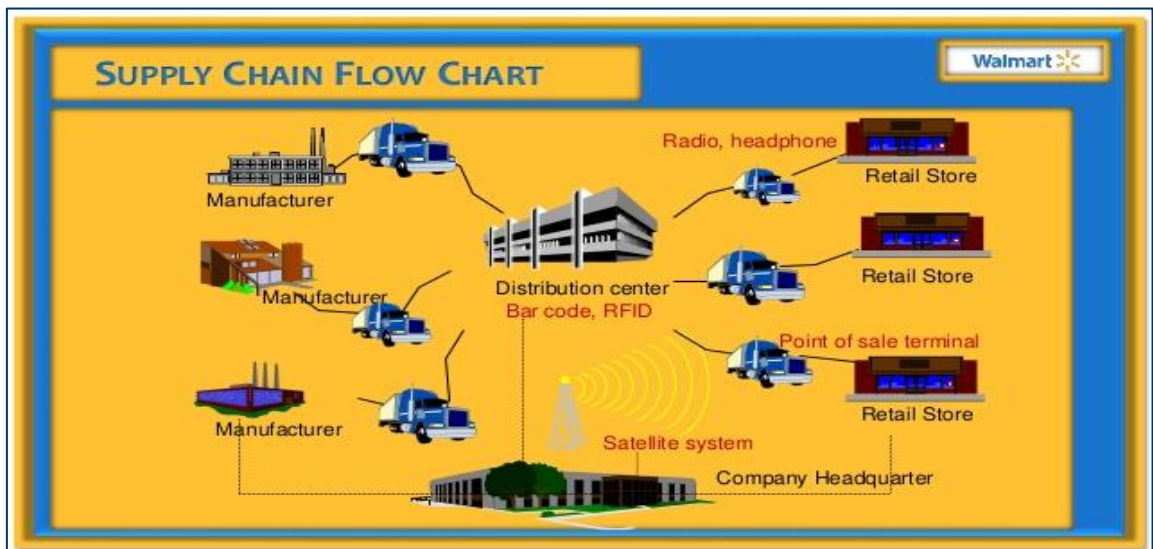 SUPPLY CHAIN FLOW CHART
Walmart
Radio, headphone
Retail Store
Manufacturer
Retail Store
Manufacturer
Distribution center
Bar code, RFID
Point of sale terminal
Retail Store
Manufacturer
Satellite system
Company Headquarter